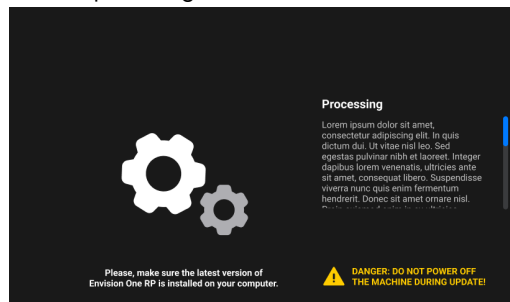 Processing
Lorem ipsum dolor sit amet,
consectetur adipiscing elit. In quis
dictum dui. Ut vitae nisl leo. Sed
egestas pulvinar nibh et laoreet. Integer
dapibus lorem venenatis, ultricies ante
sit amet, consequat libero. Suspendisse
viverra nunc quis enim fermentum
hendrerit. Donec sit amet ornare nisl.
Please, make sure the latest version of
Envision One RP is installed on your computer.
DANGER: DO NOT POWER OFF
THE MACHINE DURING UPDATE!